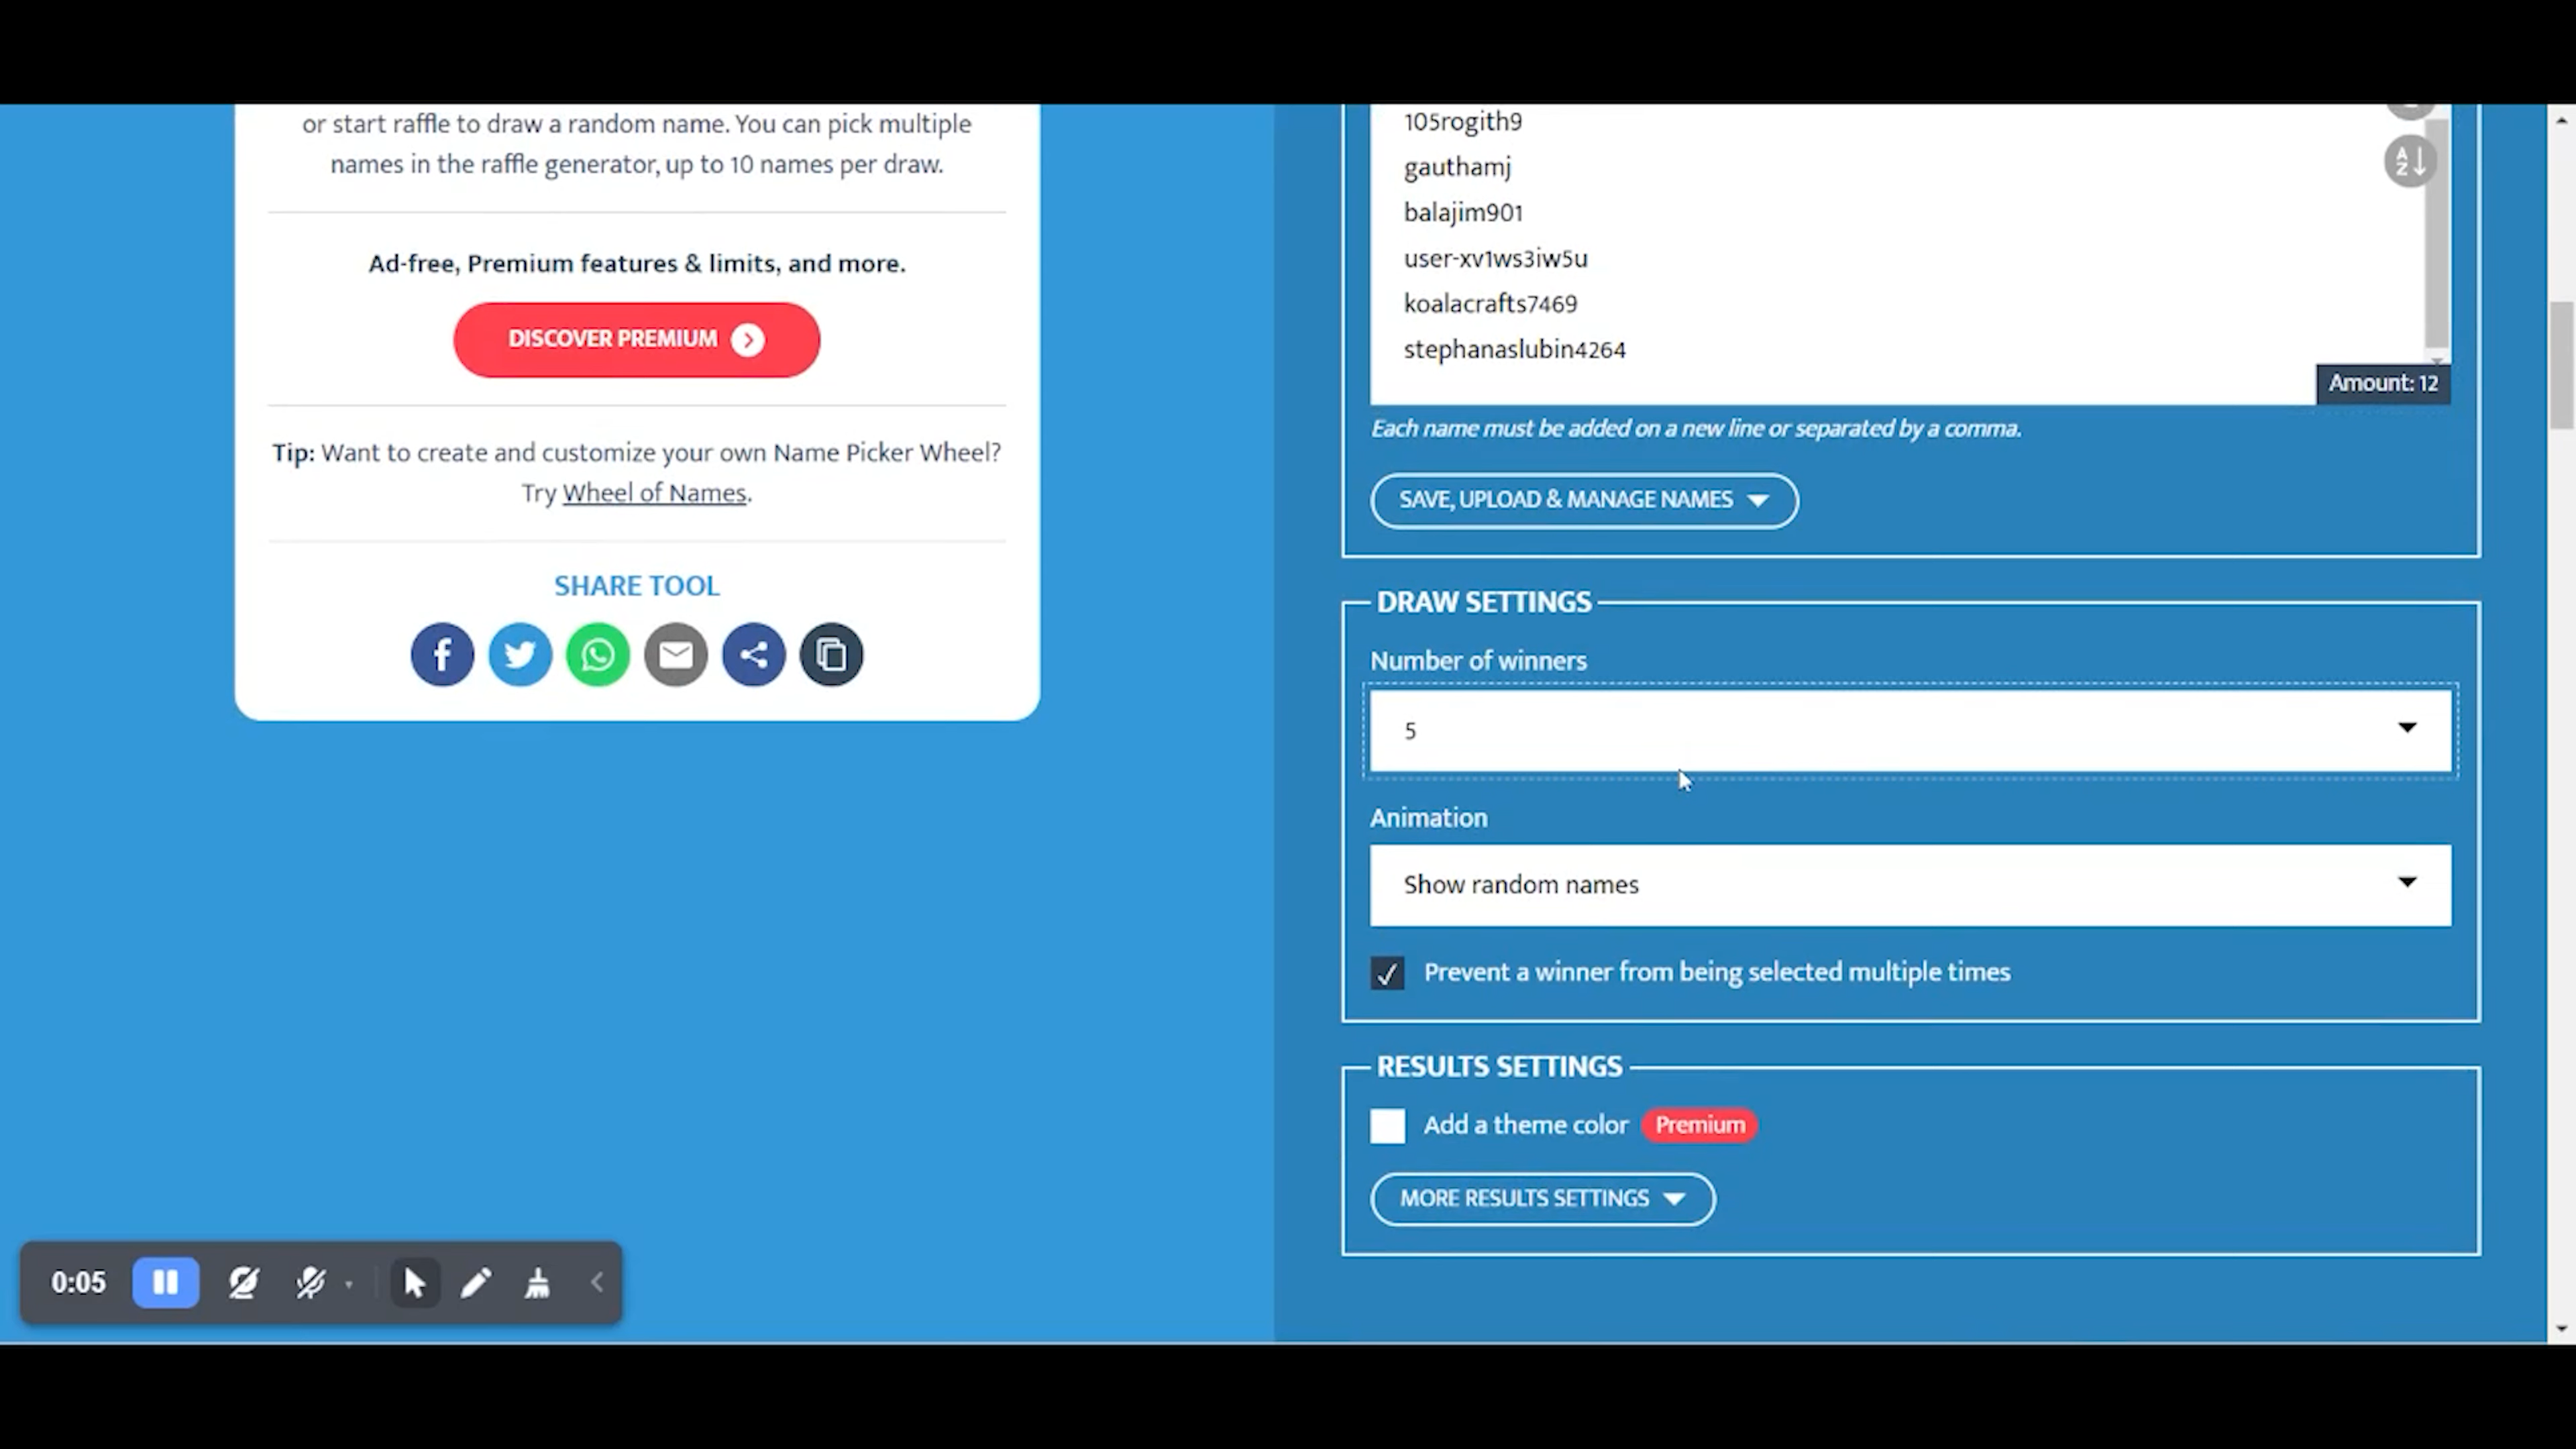 or start raffle to draw a random name. You can pick multiple
names in the raffle generator, up to 10 names per draw.
Ad-free, Premium features & limits, and more.
DISCOVER PREMIUM
Tip: Want to create and customize your own Name Picker Wheel?
Try Wheel of Names.
SHARE TOOL
105rogith9
gauthamj
balajim901
user-xv1ws3iw5u
koalacrafts7469
stephanaslubin4264
Amount: 12
Each name must be added on a new line or separated by a comma.
SAVE, UPLOAD & MANAGE NAMES
DRAW SETTINGS
Number of winners
5
Animation
Show random names
Prevent a winner from being selected multiple times
RESULTS SETTINGS
Add a theme color Premium
MORE RESULTS SETTINGS
0:05